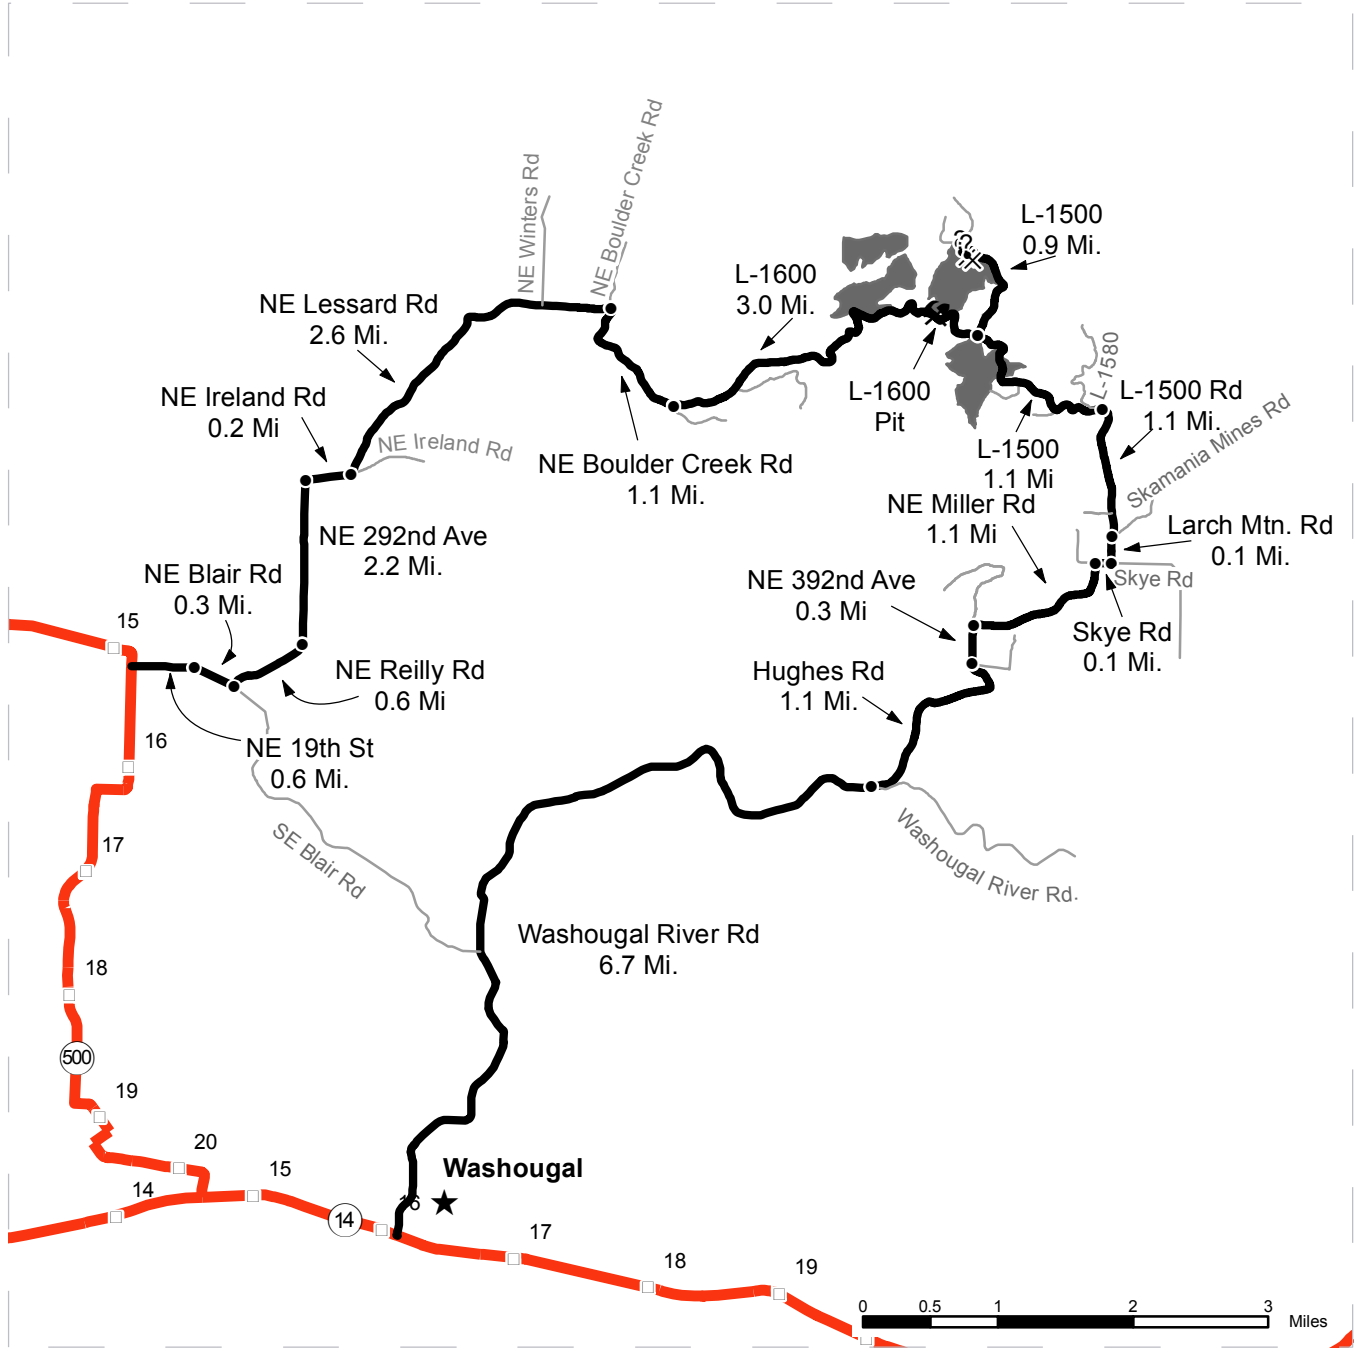 NE Winters Rd
NE Boulder Creek Rd
L-1500
0.9 Mi.
L-1600
3.0 Mi.
NE Lessard Rd
2.6 Mi.
L-1580
L-1600
Pit
L-1500 Rd
1.1 Mi.
NE Ireland Rd
0.2 Mi
NE Ireland Rd
Skamania Mines Rd
L-1500
1.1 Mi
NE Boulder Creek Rd
1.1 Mi.
NE Miller Rd
1.1 Mi
Larch Mtn. Rd
0.1 Mi.
NE 292nd Ave
2.2 Mi.
NE Blair Rd
0.3 Mi.
NE 392nd Ave
0.3 Mi
Skye Rd
Skye Rd
0.1 Mi.
15
NE Reilly Rd
0.6 Mi
Hughes Rd
1.1 Mi.
16
NE 19th St
0.6 Mi.
17
SE Blair Rd
Washougal River Rd.
Washougal River Rd
6.7 Mi.
18
500
19
20
Washougal
15
14
16
14
17
18
19
0
0.5
1
2
3
Miles